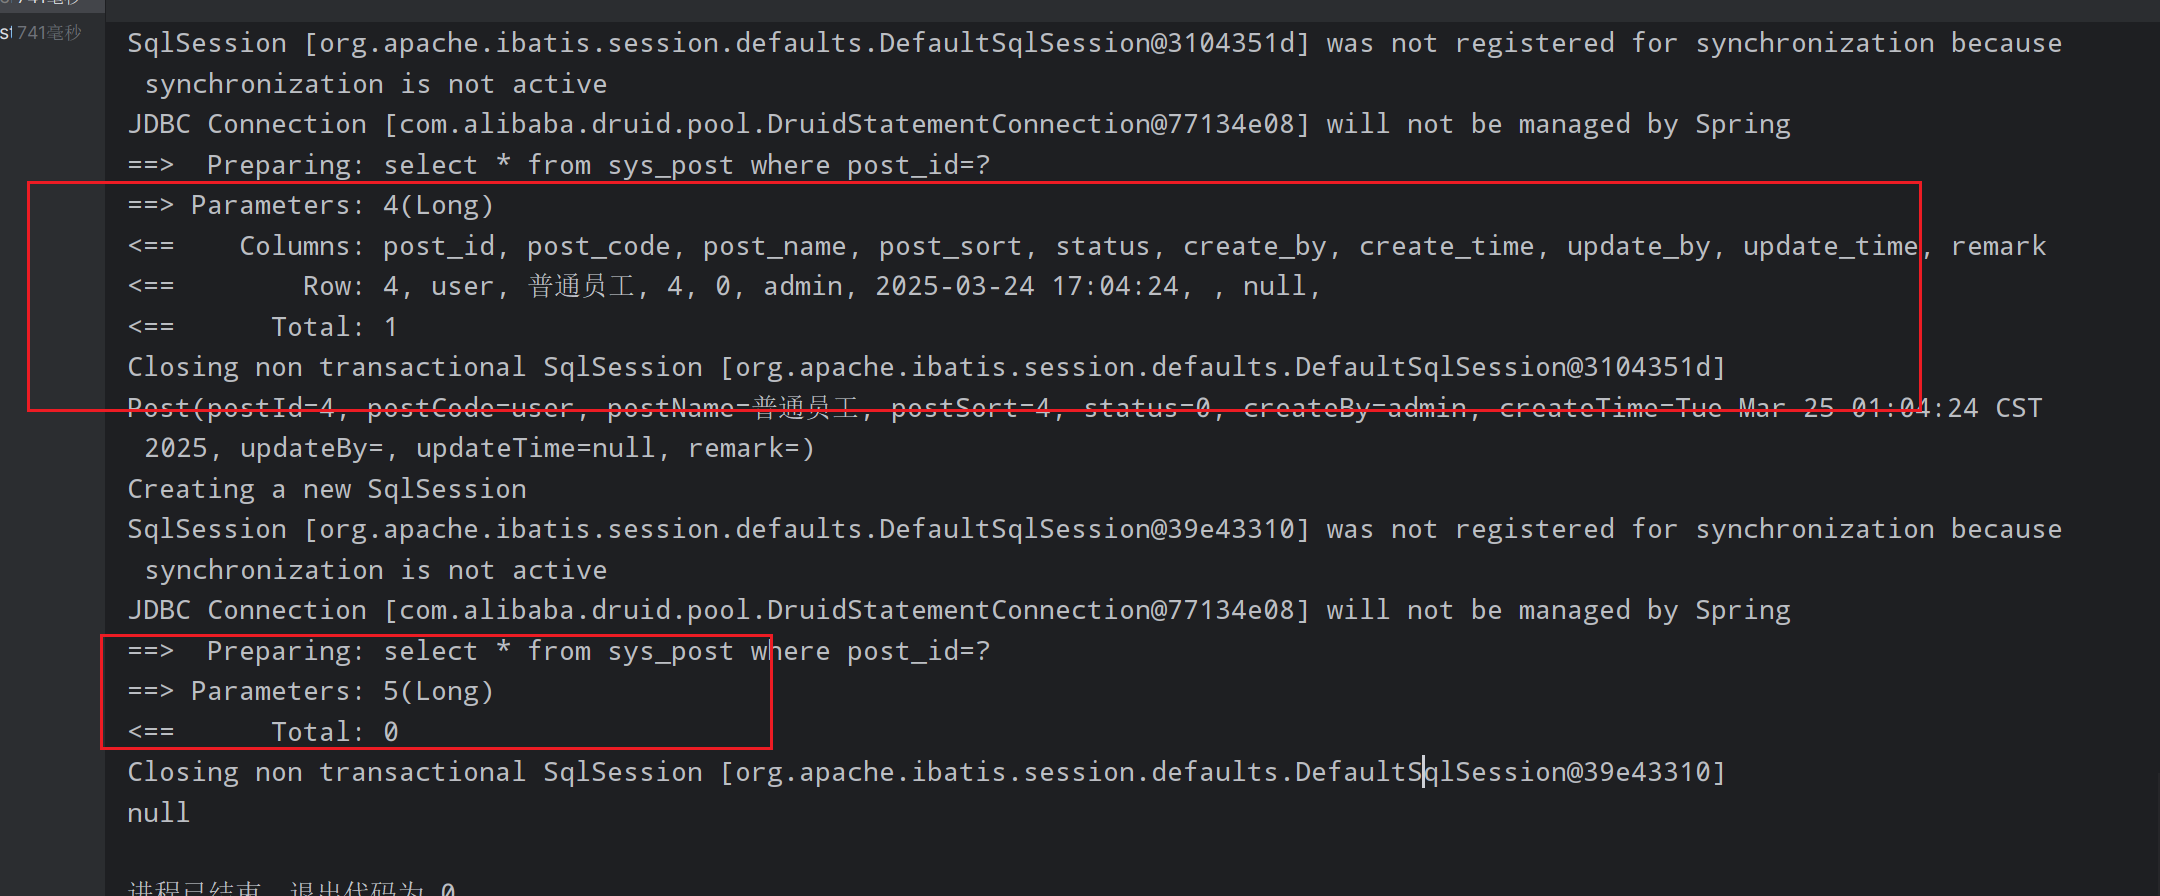 741毫秒
st 741毫秒
SqlSession [org.apache.ibatis.session.defaults.DefaultSqlSession@3104351d] was not registered for synchronization because
synchronization is not active
JDBC Connection [com.alibaba.druid.pool.DruidStatementConnection@77134e08] will not be managed by Spring
==>  Preparing: select * from sys_post where post_id=?
==> Parameters: 4(Long)
<==    Columns: post_id, post_code, post_name, post_sort, status, create_by, create_time, update_by, update_time, remark
<==        Row: 4, user, 普通员工, 4, 0, admin, 2025-03-24 17:04:24, , null,
<==      Total: 1
Closing non transactional SqlSession [org.apache.ibatis.session.defaults.DefaultSqlSession@3104351d]
Post(postId=4, postCode=user, postName=普通员工, postSort=4, status=0, createBy=admin, createTime=Tue Mar 25 01:04:24 CST
2025, updateBy=, updateTime=null, remark=)
Creating a new SqlSession
SqlSession [org.apache.ibatis.session.defaults.DefaultSqlSession@39e43310] was not registered for synchronization because
synchronization is not active
JDBC Connection [com.alibaba.druid.pool.DruidStatementConnection@77134e08] will not be managed by Spring
==>  Preparing: select * from sys_post where post_id=?
==> Parameters: 5(Long)
<==      Total: 0
Closing non transactional SqlSession [org.apache.ibatis.session.defaults.DefaultSqlSession@39e43310]
null
进程已结束，退出代码为 0